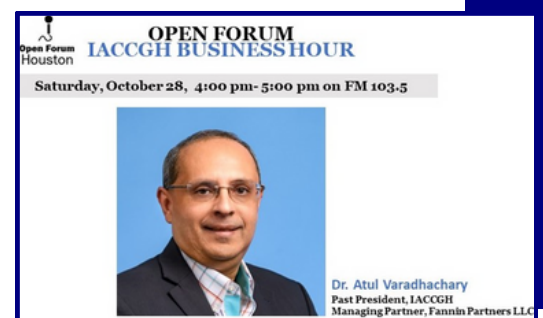 Open Forum
Houston
OPEN FORUM
IACCGH BUSINESS HOUR
Saturday, October 28, 4:00 pm- 5:00 pm on FM 103.5
Dr. Atul Varadhachary
Past President, IACCGH
Managing Partner, Fannin Partners LLC